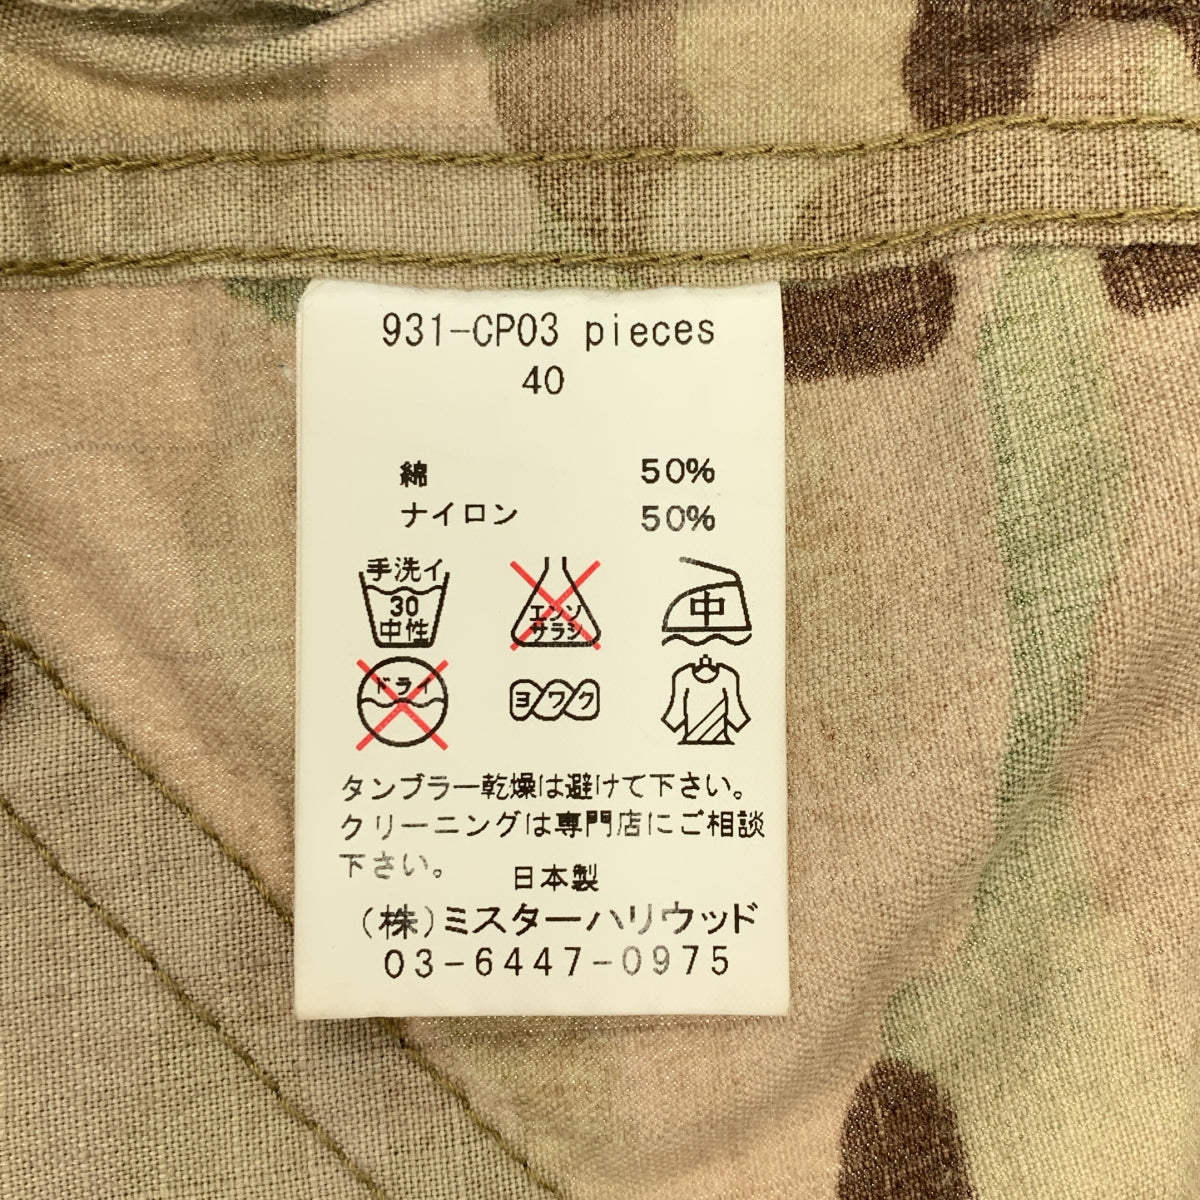 931-CP03 pieces
40
綿 50%
ナイロン 50%
手洗イ
30
中性
エンソ
サラシ
中
ドライ
ヨワク
タンブラー乾燥は避けて下さい。
クリーニングは専門店にご相談
下さい。
日本製
(株)ミスターハリウッド
03-6447-0975